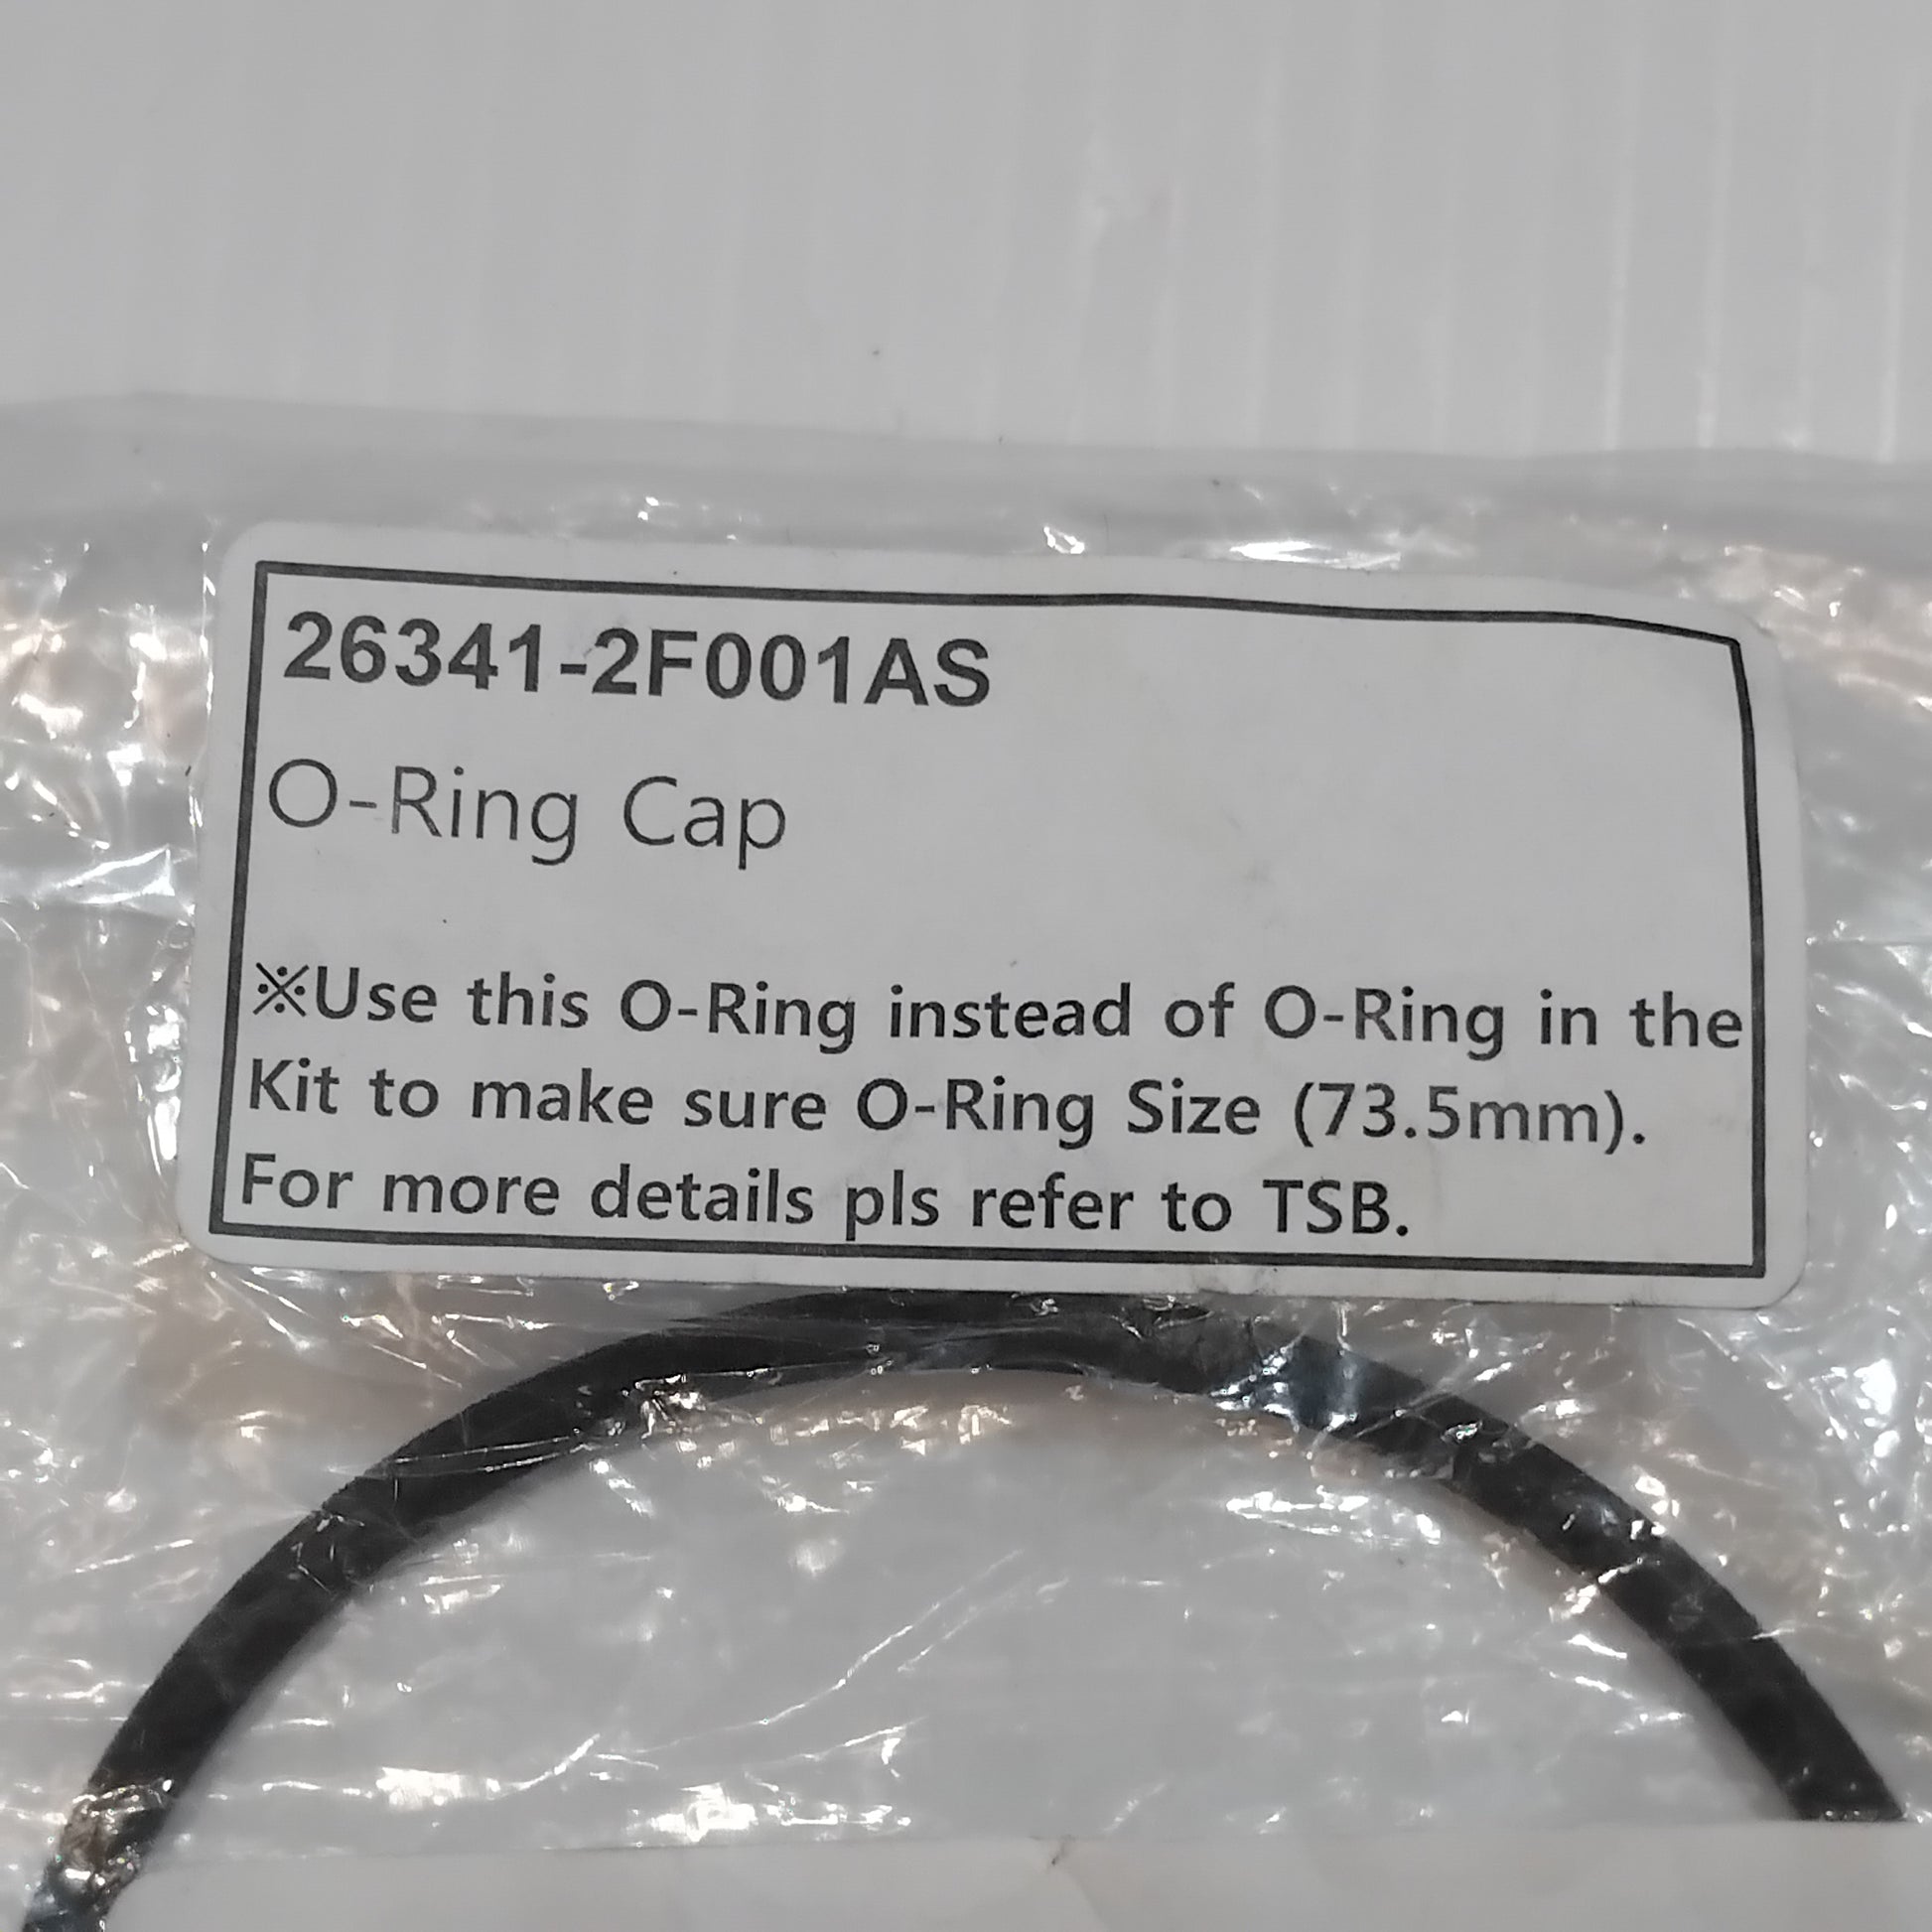 26341-2F001AS
O-Ring Cap
※Use this O-Ring instead of O-Ring in the
Kit to make sure O-Ring Size (73.5mm).
For more details pls refer to TSB.